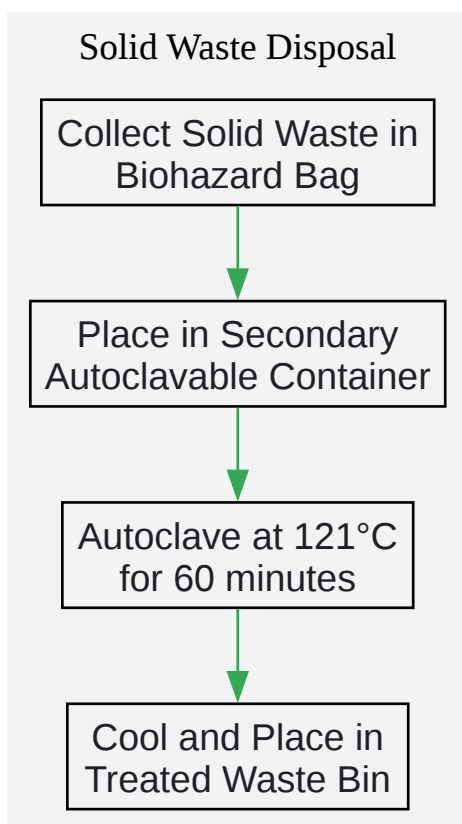 Solid Waste Disposal
Collect Solid Waste in
Biohazard Bag
Place in Secondary
Autoclavable Container
Autoclave at 121°C
for 60 minutes
Cool and Place in
Treated Waste Bin